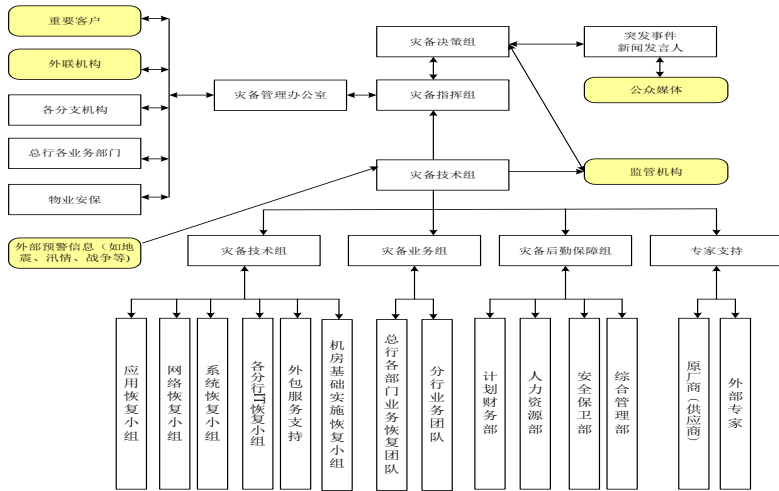 重要客户
外联机构
各分支机构
总行各业务部门
物业安保
灾备管理办公室
灾备决策组
灾备指挥组
灾备技术组
突发事件
新闻发言人
公众媒体
监管机构
外部预警信息（如地
震、汛情、战争等)
灾备技术组
灾备业务组
灾备后勤保障组
专家支持
应用恢复小组
网络恢复小组
系统恢复小组
各分行IT恢复小组
外包服务支持
机房基础实施恢复小组
总行各部门业务恢复团队
分行业务团队
计划财务部
人力资源部
安全保卫部
综合管理部
原厂商（供应商）
外部专家